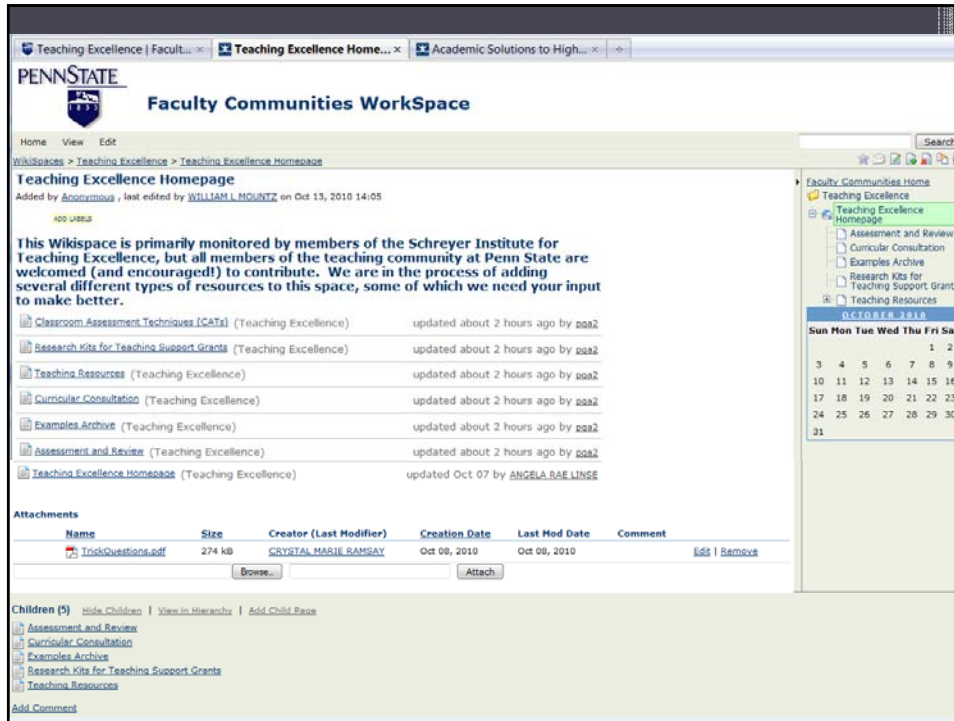 Teaching Excellence | Facult... × Teaching Excellence Home... × Academic Solutions to High... ×
PENNSTATE
1855
Faculty Communities WorkSpace
Home View Edit
Search
WikiSpaces > Teaching Excellence > Teaching Excellence Homepage
Teaching Excellence Homepage
Added by Anonymous , last edited by WILLIAM L MOUNTZ on Oct 13, 2010 14:05
ADD LABELS
This Wikispace is primarily monitored by members of the Schreyer Institute for
Teaching Excellence, but all members of the teaching community at Penn State are
welcomed (and encouraged!) to contribute. We are in the process of adding
several different types of resources to this space, some of which we need your input
to make better.
Classroom Assessment Techniques (CATs) (Teaching Excellence) updated about 2 hours ago by pqa2
Research Kits for Teaching Support Grants (Teaching Excellence) updated about 2 hours ago by pqa2
Teaching Resources (Teaching Excellence) updated about 2 hours ago by pqa2
Curricular Consultation (Teaching Excellence) updated about 2 hours ago by pqa2
Examples Archive (Teaching Excellence) updated about 2 hours ago by pqa2
Assessment and Review (Teaching Excellence) updated about 2 hours ago by pqa2
Teaching Excellence Homepage (Teaching Excellence) updated Oct 07 by ANGELA RAE LINSE
Attachments
Name Size Creator (Last Modifier) Creation Date Last Mod Date Comment
TrickQuestions.pdf 274 kB CRYSTAL MARIE RAMSAY Oct 08, 2010 Oct 08, 2010 Edit | Remove
Browse... Attach
Children (5) Hide Children | View in Hierarchy | Add Child Page
Assessment and Review
Curricular Consultation
Examples Archive
Research Kits for Teaching Support Grants
Teaching Resources
Add Comment
Faculty Communities Home
Teaching Excellence
Teaching Excellence
Homepage
Assessment and Review
Curricular Consultation
Examples Archive
Research Kits for
Teaching Support Grant
Teaching Resources
OCTOBER 2010
Sun Mon Tue Wed Thu Fri Sa
1 2
3 4 5 6 7 8 9
10 11 12 13 14 15 16
17 18 19 20 21 22 23
24 25 26 27 28 29 30
31